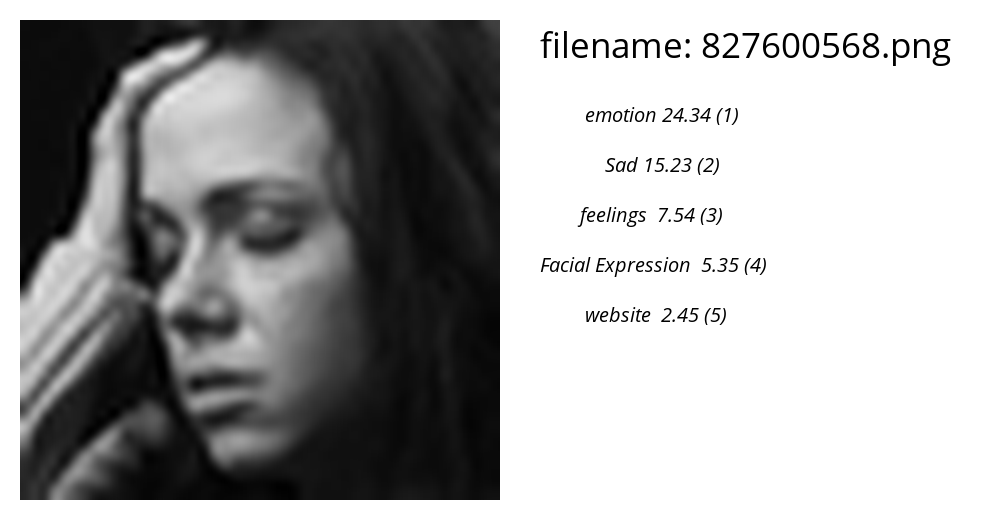 filename: 827600568.png
emotion 24.34 (1)
Sad 15.23 (2)
feelings 7.54 (3)
Facial Expression 5.35 (4)
website 2.45 (5)